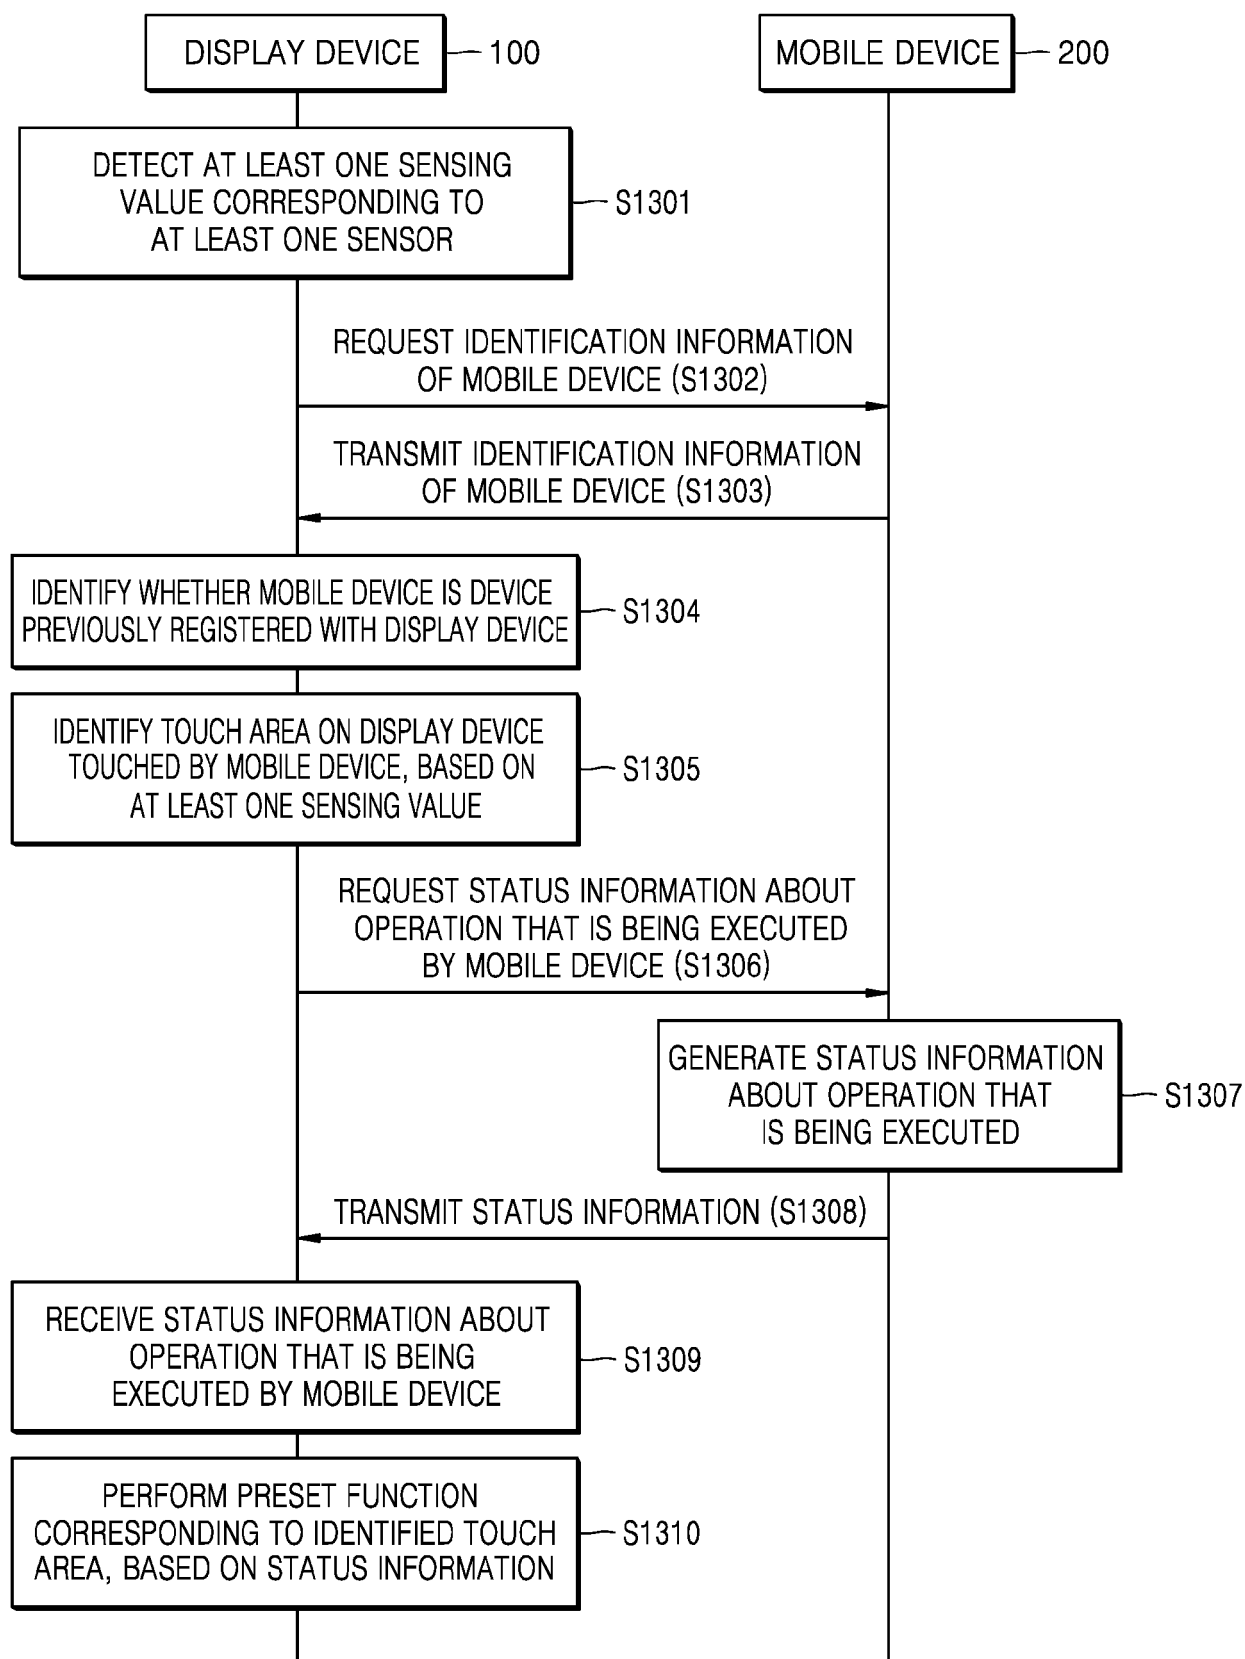 DISPLAY DEVICE
100
MOBILE DEVICE
200
DETECT AT LEAST ONE SENSING
VALUE CORRESPONDING TO
AT LEAST ONE SENSOR
S1301
REQUEST IDENTIFICATION INFORMATION
OF MOBILE DEVICE (S1302)
TRANSMIT IDENTIFICATION INFORMATION
OF MOBILE DEVICE (S1303)
IDENTIFY WHETHER MOBILE DEVICE IS DEVICE
PREVIOUSLY REGISTERED WITH DISPLAY DEVICE
S1304
IDENTIFY TOUCH AREA ON DISPLAY DEVICE
TOUCHED BY MOBILE DEVICE, BASED ON
AT LEAST ONE SENSING VALUE
S1305
REQUEST STATUS INFORMATION ABOUT
OPERATION THAT IS BEING EXECUTED
BY MOBILE DEVICE (S1306)
GENERATE STATUS INFORMATION
ABOUT OPERATION THAT
IS BEING EXECUTED
S1307
TRANSMIT STATUS INFORMATION (S1308)
RECEIVE STATUS INFORMATION ABOUT
OPERATION THAT IS BEING
EXECUTED BY MOBILE DEVICE
S1309
PERFORM PRESET FUNCTION
CORRESPONDING TO IDENTIFIED TOUCH
AREA, BASED ON STATUS INFORMATION
S1310